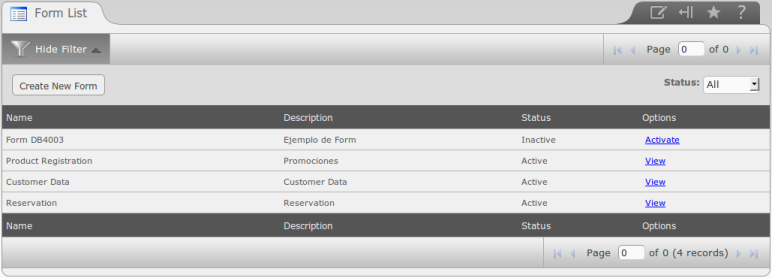 Form List
?
Hide Filter Page 0 of 0
Create New Form Status: All
Name Description Status Options
Form DB4003 Ejemplo de Form Inactive Activate
Product Registration Promociones Active View
Customer Data Customer Data Active View
Reservation Reservation Active View
Name Description Status Options
Page 0 of 0 (4 records)